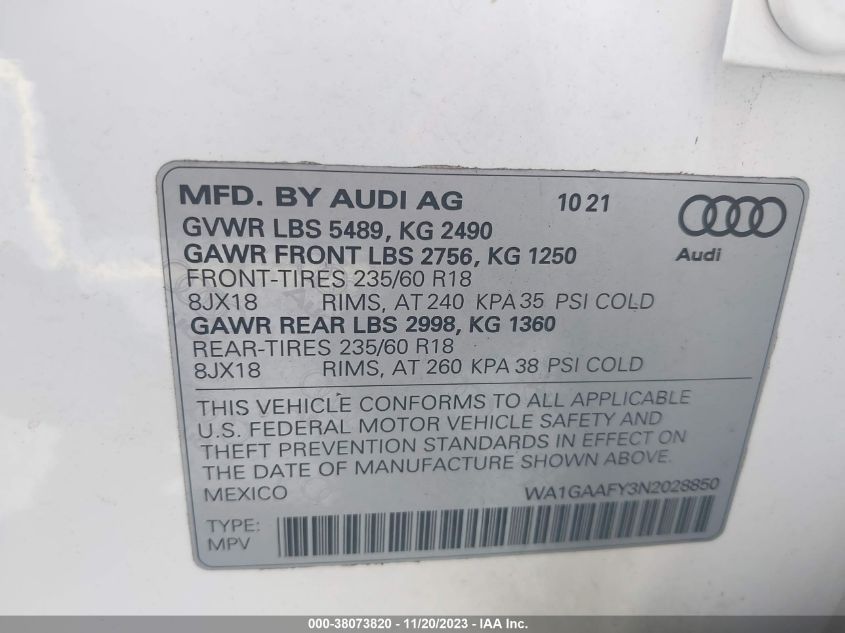 MFD. BY AUDI AG 10 21
GVWR LBS 5489, KG 2490
GAWR FRONT LBS 2756, KG 1250
Audi
FRONT-TIRES 235/60 R18
8JX18 RIMS, AT 240 KPA 35 PSI COLD
GAWR REAR LBS 2998, KG 1360
REAR-TIRES 235/60 R18
8JX18 RIMS, AT 260 KPA 38 PSI COLD
THIS VEHICLE CONFORMS TO ALL APPLICABLE
U.S. FEDERAL MOTOR VEHICLE SAFETY AND
THEFT PREVENTION STANDARDS IN EFFECT ON
THE DATE OF MANUFACTURE SHOWN ABOVE.
MEXICO WA1GAAFY3N2028850
TYPE:
MPV
000-38073820 - 11/20/2023 - IAA Inc.